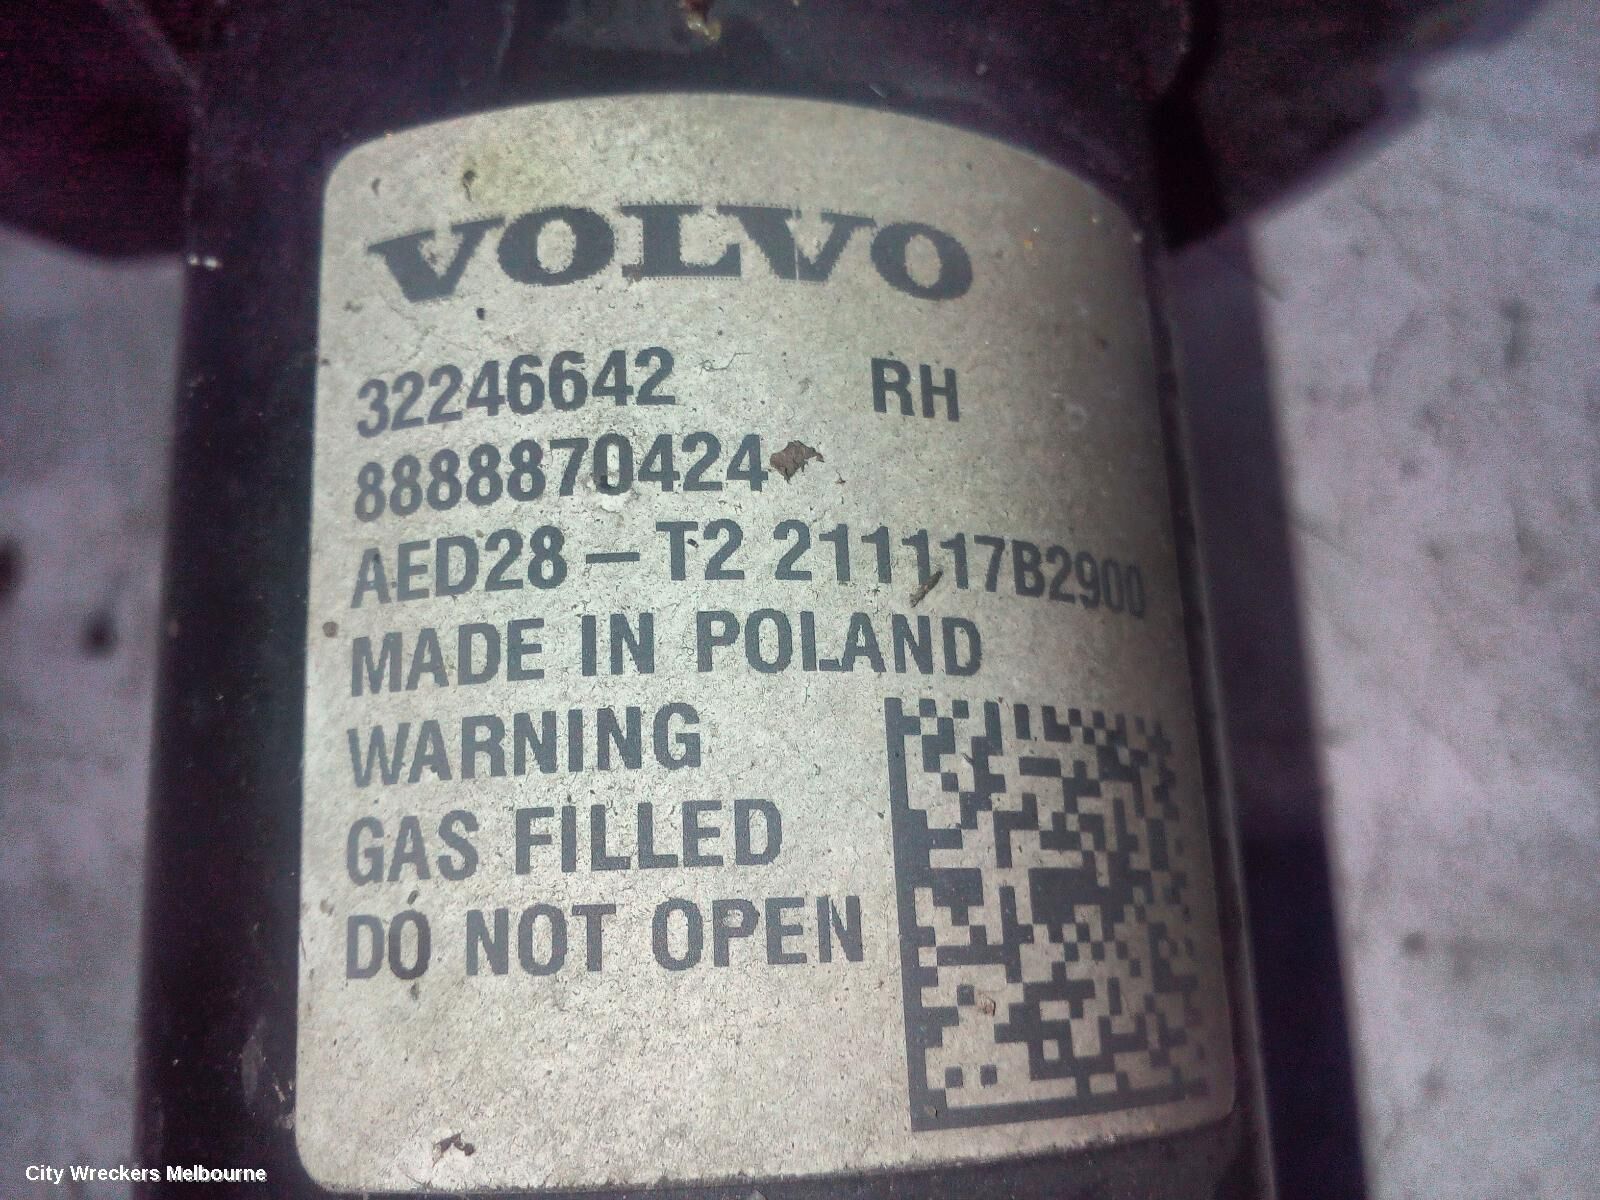 VOLVO
32246642 RH
8888870424
AED28 – T2 211117B2900
MADE IN POLAND
WARNING
GAS FILLED
DO NOT OPEN
City Wreckers Melbourne